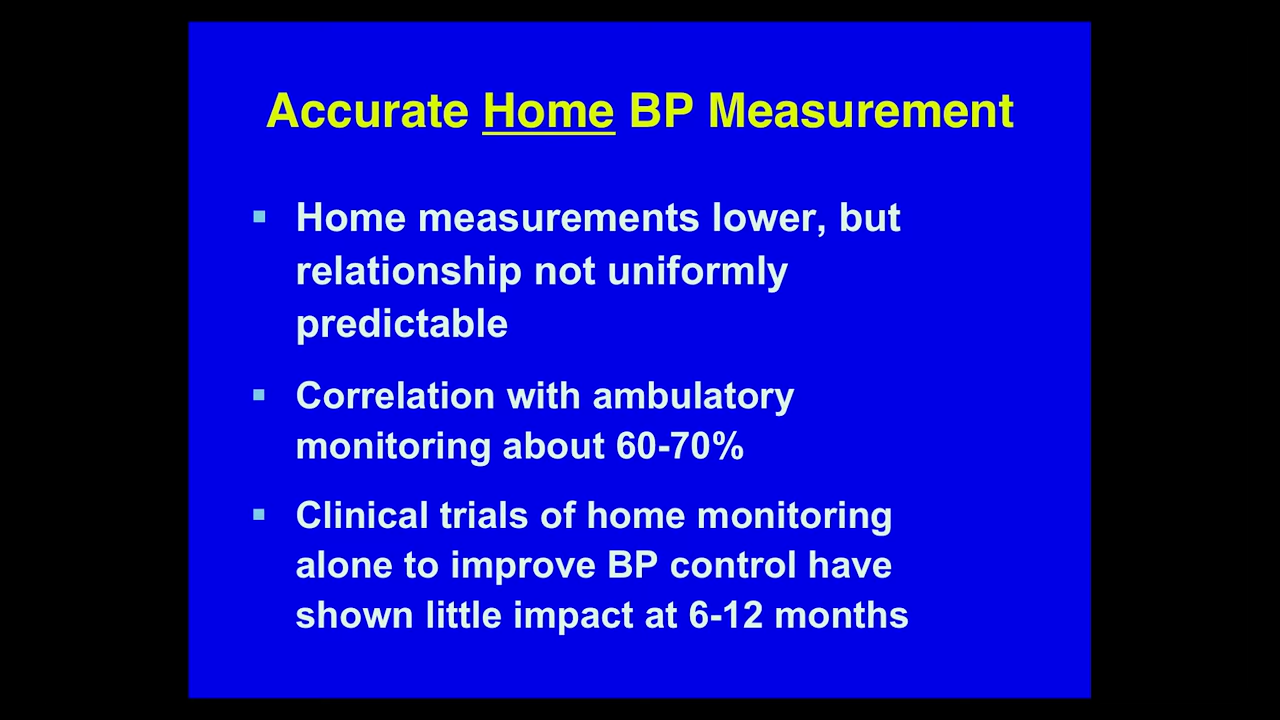 Accurate Home BP Measurement
▪ Home measurements lower, but
relationship not uniformly
predictable
▪ Correlation with ambulatory
monitoring about 60-70%
▪ Clinical trials of home monitoring
alone to improve BP control have
shown little impact at 6-12 months